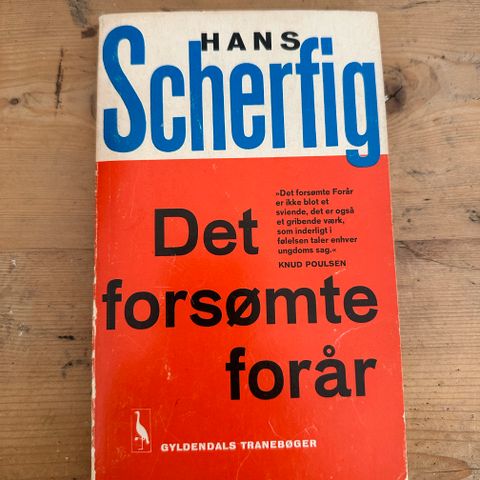 HANS
Scherfig
»Det forsømte Forår
er ikke blot et
sviende, det er også
et gribende værk,
som inderligt i
følelsen taler enhver
ungdoms sag.«
KNUD POULSEN
Det
forsømte
forår
GYLDENDALS TRANEBØGER